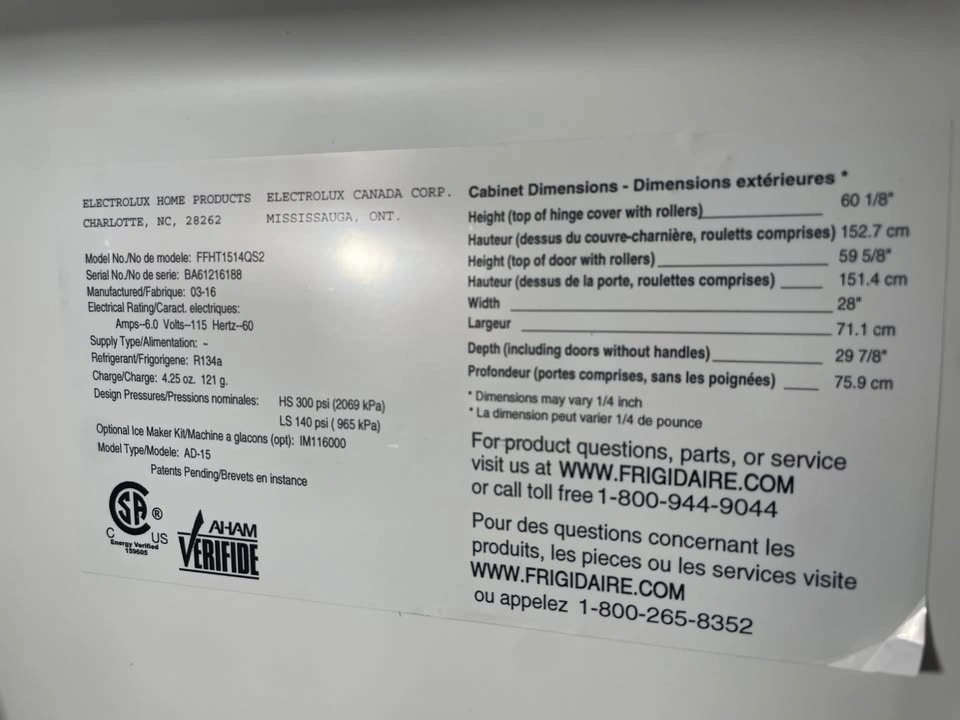 ELECTROLUX HOME PRODUCTS ELECTROLUX CANADA CORP.
CHARLOTTE, NC, 28262 MISSISSAUGA, ONT.
Model No./No de modele: FFHT1514QS2
Serial No./No de série: BA61216188
Manufactured/Fabrique: 03-16
Electrical Rating/Caract. electriques:
Amps--6.0 Volts--115 Hertz--60
Supply Type/Alimentation: ~
Refrigerant/Frigorigene: R134a
Charge/Charge: 4.25 oz. 121 g.
Design Pressures/Pressions nominales: HS 300 psi (2069 kPa)
LS 140 psi ( 965 kPa)
Optional Ice Maker Kit/Machine a glacons (opt): IM116000
Model Type/Modele: AD-15
Patents Pending/Brevets en instance
SA ®
C US
Energy Verified
159605
AHAM
VERIFIDE
Cabinet Dimensions - Dimensions extérieures *
Height (top of hinge cover with rollers) 60 1/8"
Hauteur (dessus du couvre-charnière, rouletts comprises) 152.7 cm
Height (top of door with rollers) 59 5/8"
Hauteur (dessus de la porte, roulettes comprises) 151.4 cm
Width 28"
Largeur 71.1 cm
Depth (including doors without handles) 29 7/8"
Profondeur (portes comprises, sans les poignées) 75.9 cm
* Dimensions may vary 1/4 inch
* La dimension peut varier 1/4 de pouce
For product questions, parts, or service
visit us at WWW.FRIGIDAIRE.COM
or call toll free 1-800-944-9044
Pour des questions concernant les
produits, les pieces ou les services visite
WWW.FRIGIDAIRE.COM
ou appelez 1-800-265-8352